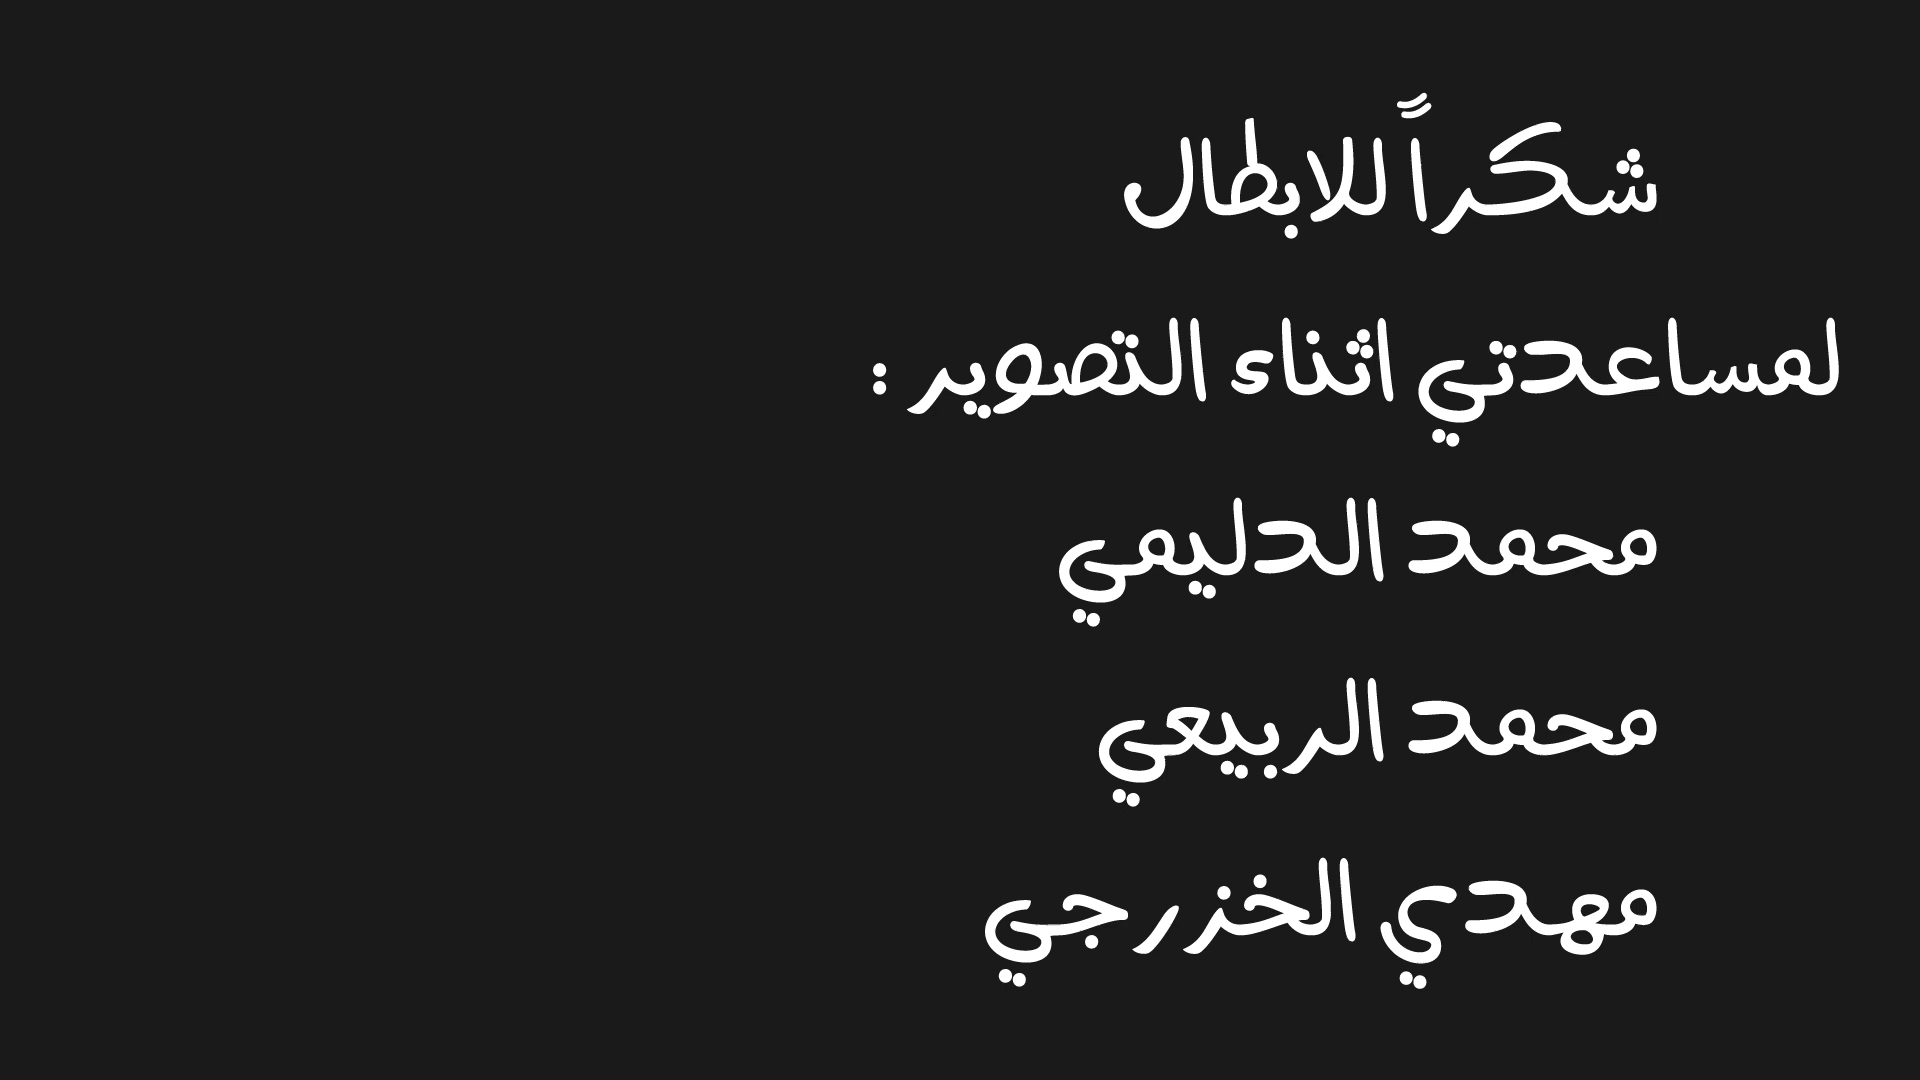 شكراً للابطال
لمساعدتي اثناء التصوير :
محمد الدليمي
محمد الربيعي
مهدي الخزرجي